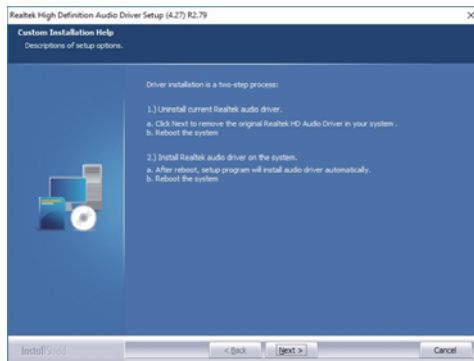 Realtek High Definition Audio Driver Setup (4.27) R2.79
Custom Installation Help
Descriptions of setup options.
Driver installation is a two-step process:
1.) Uninstall current Realtek audio driver.
a. Click Next to remove the original Realtek HD Audio Driver in your system .
b. Reboot the system
2.) Install Realtek audio driver on the system.
a. After reboot, setup program will install audio driver automatically.
b. Reboot the system
InstallShield
< Back
Next >
Cancel